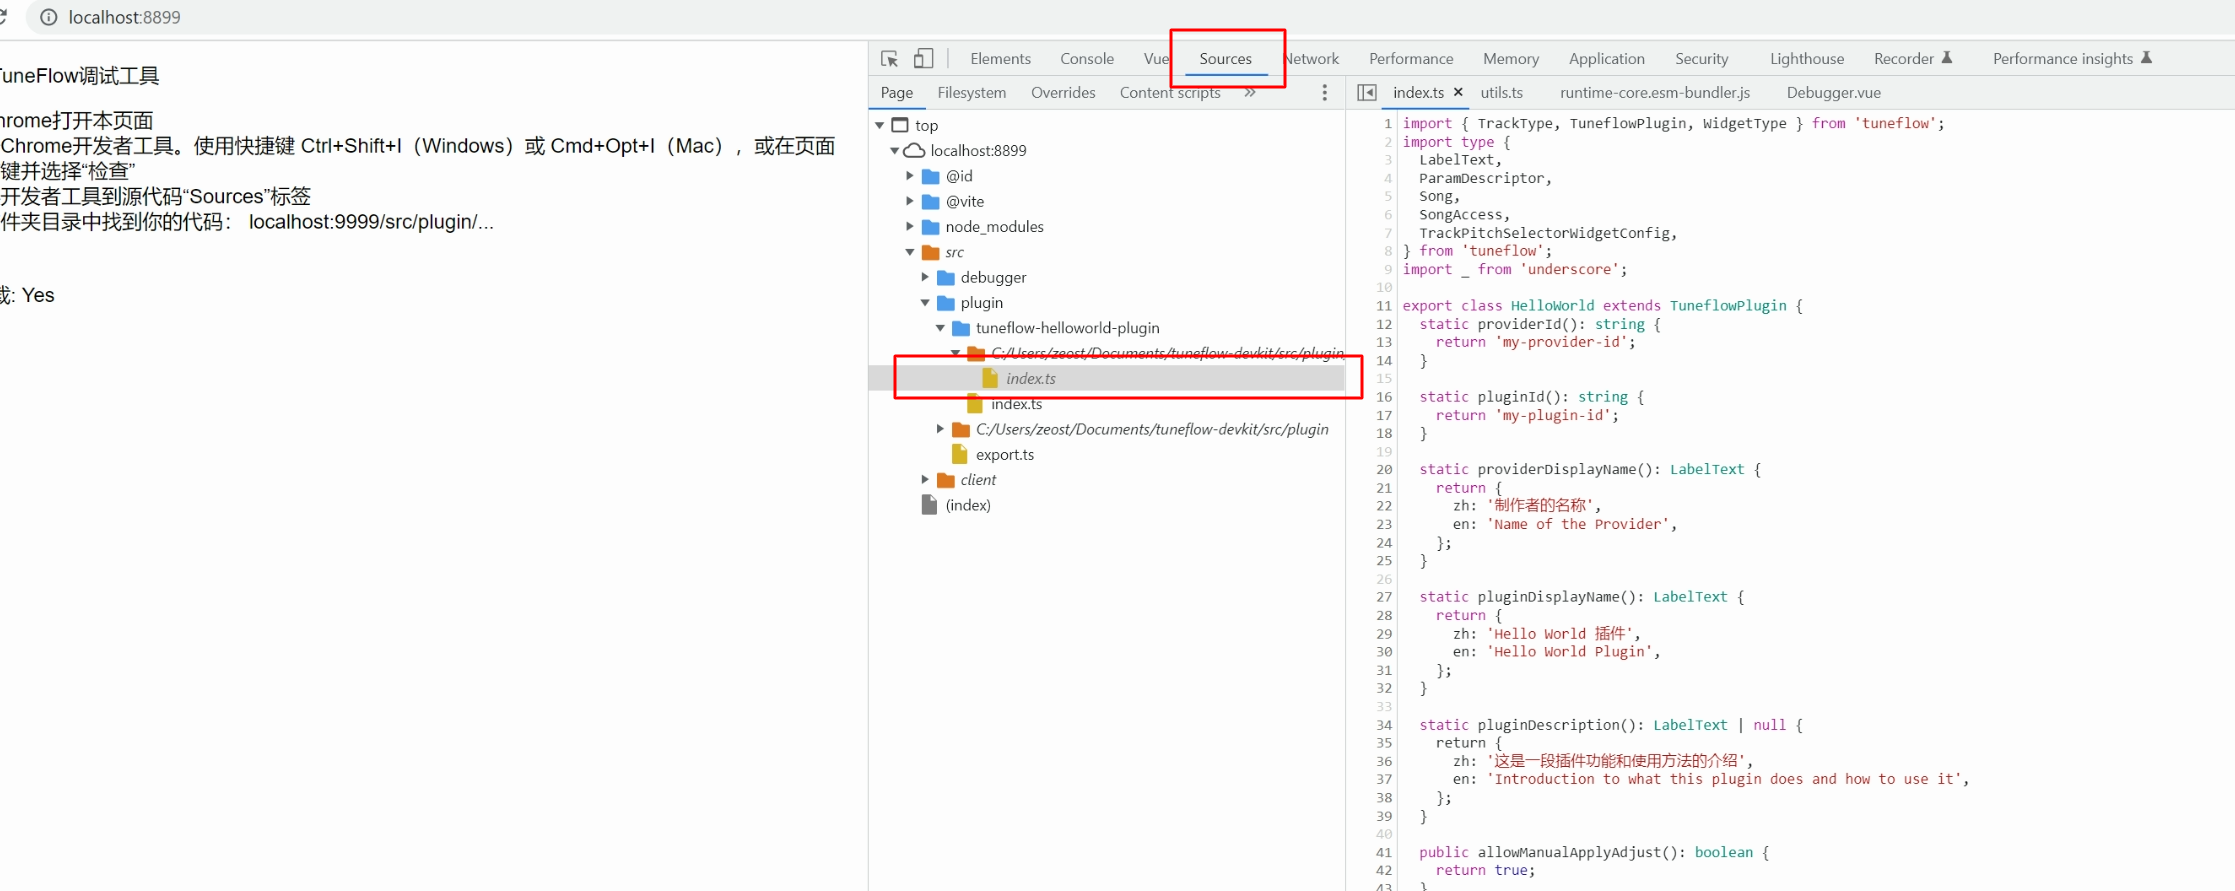 localhost:8899
TuneFlow调试工具
hrome打开本页面
Chrome开发者工具。使用快捷键 Ctrl+Shift+I（Windows）或 Cmd+Opt+I（Mac），或在页面
键并选择“检查”
开发者工具到源代码“Sources”标签
件夹目录中找到你的代码： localhost:9999/src/plugin/...
载: Yes
Elements Console Vue Sources Network Performance Memory Application Security Lighthouse Recorder Performance insights
Page Filesystem Overrides Content scripts »
top
localhost:8899
@id
@vite
node_modules
src
debugger
plugin
tuneflow-helloworld-plugin
C:/Users/zeost/Documents/tuneflow-devkit/src/plugin
index.ts
index.ts
C:/Users/zeost/Documents/tuneflow-devkit/src/plugin
export.ts
client
(index)
index.ts × utils.ts runtime-core.esm-bundler.js Debugger.vue
1 import { TrackType, TuneflowPlugin, WidgetType } from 'tuneflow';
2 import type {
3 LabelText,
4 ParamDescriptor,
5 Song,
6 SongAccess,
7 TrackPitchSelectorWidgetConfig,
8 } from 'tuneflow';
9 import _ from 'underscore';
10
11 export class HelloWorld extends TuneflowPlugin {
12 static providerId(): string {
13 return 'my-provider-id';
14 }
15
16 static pluginId(): string {
17 return 'my-plugin-id';
18 }
19
20 static providerDisplayName(): LabelText {
21 return {
22 zh: '制作者的名称',
23 en: 'Name of the Provider',
24 };
25 }
26
27 static pluginDisplayName(): LabelText {
28 return {
29 zh: 'Hello World 插件',
30 en: 'Hello World Plugin',
31 };
32 }
33
34 static pluginDescription(): LabelText | null {
35 return {
36 zh: '这是一段插件功能和使用方法的介绍',
37 en: 'Introduction to what this plugin does and how to use it',
38 };
39 }
40
41 public allowManualApplyAdjust(): boolean {
42 return true;
43 }